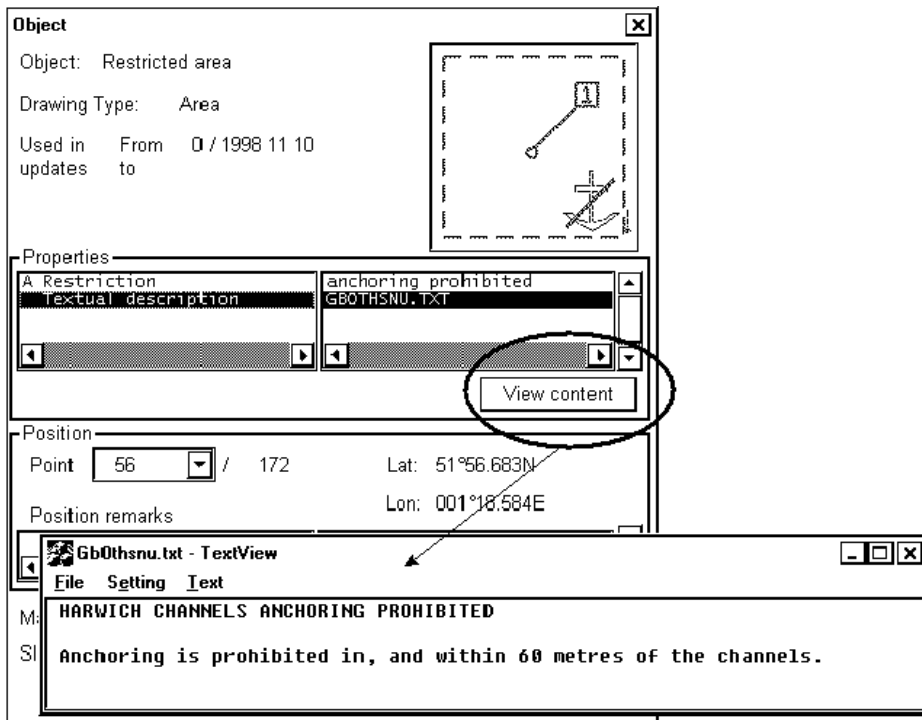 Object
Object: Restricted area
1
Drawing Type: Area
Used in From 0 / 1998 11 10
updates to
Properties
A Restriction anchoring prohibited
Textual description GB0THSNU.TXT
View content
Position
Point 56 / 172 Lat: 51°56.683N
Lon: 001°18.584E
Position remarks
Gb0thsnu.txt - TextView
File Setting Text
HARWICH CHANNELS ANCHORING PROHIBITED
Anchoring is prohibited in, and within 60 metres of the channels.